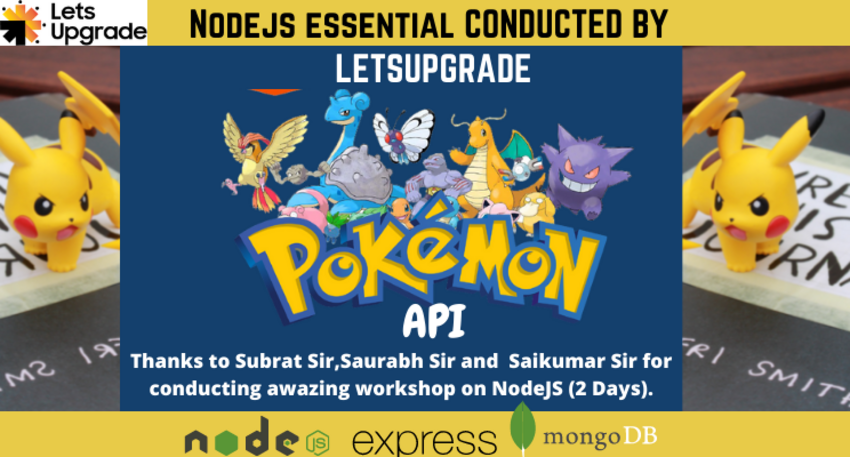 Lets
Upgrade
NODEJS ESSENTIAL CONDUCTED BY
LETSUPGRADE
POKéMON
API
Thanks to Subrat Sir,Saurabh Sir and Saikumar Sir for
conducting awazing workshop on NodeJS (2 Days).
node
JS
express
mongoDB
SMITH